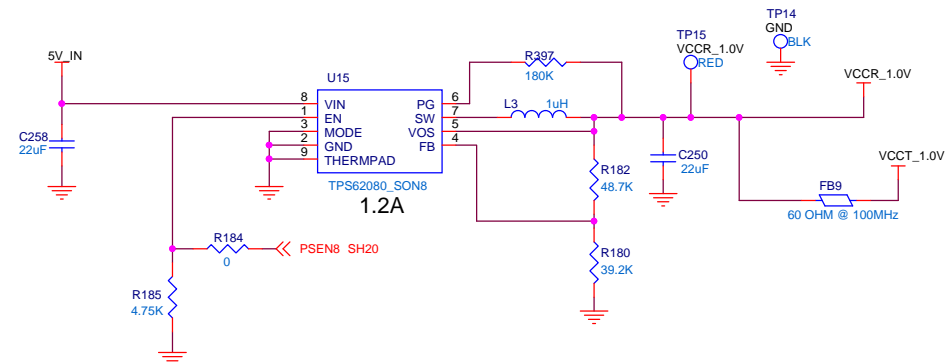 TP14
GND
BLK
TP15
VCCR_1.0V
RED
5V_IN
R397
180K
VCCR_1.0V
U15
8
1
3
2
9
VIN
EN
MODE
GND
THERMPAD
PG
SW
VOS
FB
6
7
5
4
L3
1uH
C258
22uF
TPS62080_SON8
1.2A
R182
48.7K
C250
22uF
VCCT_1.0V
FB9
60 OHM @ 100MHz
R184
0
PSEN8 SH20
R180
39.2K
R185
4.75K